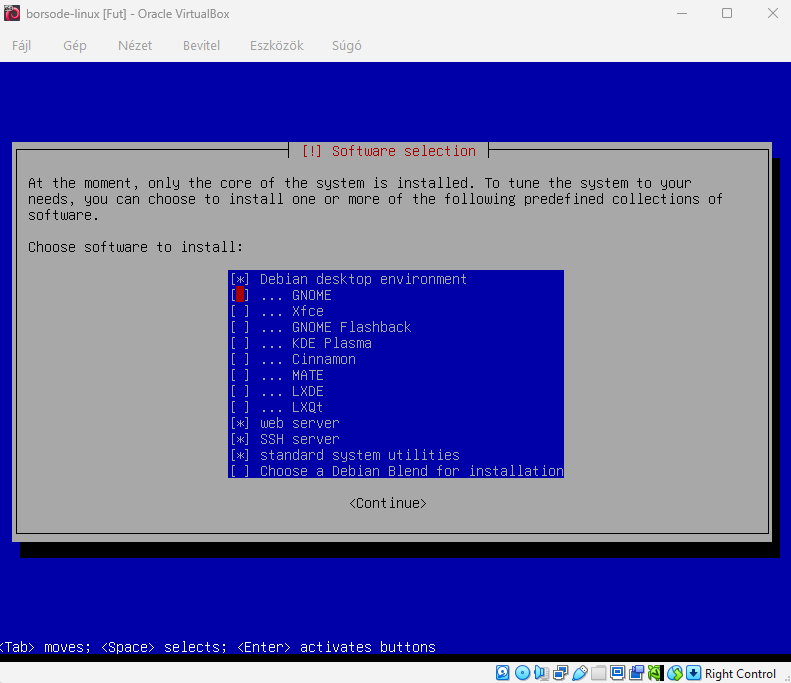 borsode-linux [Fut] - Oracle VirtualBox
Fájl Gép Nézet Bevitel Eszközök Súgó
[!] Software selection
At the moment, only the core of the system is installed. To tune the system to your
needs, you can choose to install one or more of the following predefined collections of
software.
Choose software to install:
[*] Debian desktop environment
[ ] ... GNOME
[ ] ... Xfce
[ ] ... GNOME Flashback
[ ] ... KDE Plasma
[ ] ... Cinnamon
[ ] ... MATE
[ ] ... LXDE
[ ] ... LXQt
[*] web server
[*] SSH server
[*] standard system utilities
[ ] Choose a Debian Blend for installation
<Continue>
<Tab> moves; <Space> selects; <Enter> activates buttons
Right Control